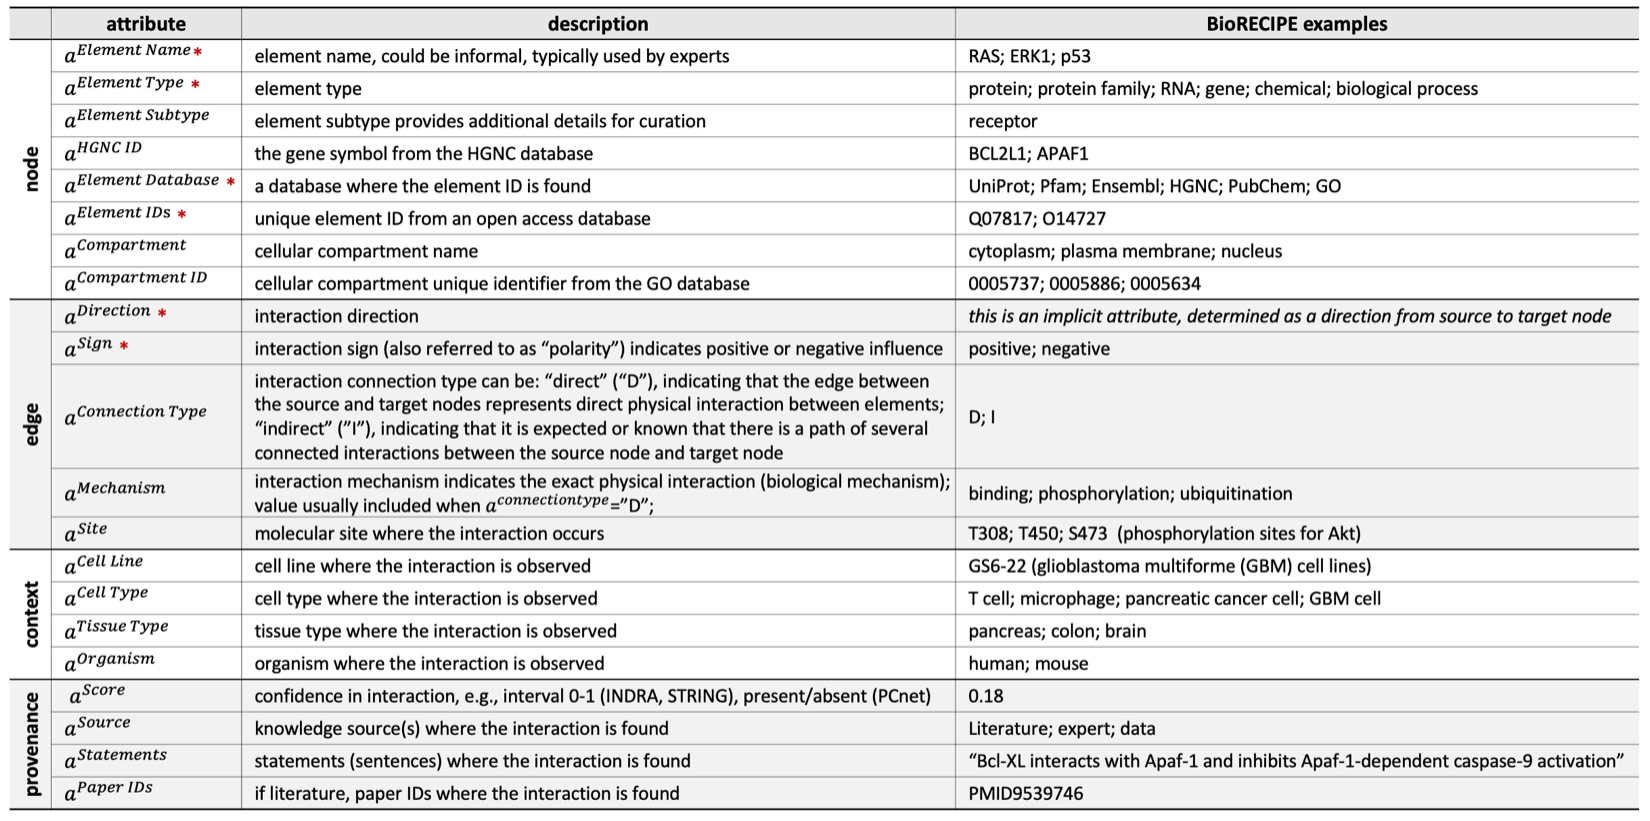 attribute description BioRECIPE examples
node
a^Element Name * element name, could be informal, typically used by experts RAS; ERK1; p53
a^Element Type * element type protein; protein family; RNA; gene; chemical; biological process
a^Element Subtype element subtype provides additional details for curation receptor
a^HGNC ID the gene symbol from the HGNC database BCL2L1; APAF1
a^Element Database * a database where the element ID is found UniProt; Pfam; Ensembl; HGNC; PubChem; GO
a^Element IDs * unique element ID from an open access database Q07817; O14727
a^Compartment cellular compartment name cytoplasm; plasma membrane; nucleus
a^Compartment ID cellular compartment unique identifier from the GO database 0005737; 0005886; 0005634
edge
a^Direction * interaction direction this is an implicit attribute, determined as a direction from source to target node
a^Sign * interaction sign (also referred to as “polarity”) indicates positive or negative influence positive; negative
a^Connection Type
interaction connection type can be: “direct” (“D”), indicating that the edge between
the source and target nodes represents direct physical interaction between elements;
“indirect” (”I”), indicating that it is expected or known that there is a path of several
connected interactions between the source node and target node
D; I
a^Mechanism
interaction mechanism indicates the exact physical interaction (biological mechanism);
value usually included when a^connectiontype=”D”;
binding; phosphorylation; ubiquitination
a^Site molecular site where the interaction occurs T308; T450; S473 (phosphorylation sites for Akt)
context
a^Cell Line cell line where the interaction is observed GS6-22 (glioblastoma multiforme (GBM) cell lines)
a^Cell Type cell type where the interaction is observed T cell; microphage; pancreatic cancer cell; GBM cell
a^Tissue Type tissue type where the interaction is observed pancreas; colon; brain
a^Organism organism where the interaction is observed human; mouse
provenance
a^Score confidence in interaction, e.g., interval 0-1 (INDRA, STRING), present/absent (PCnet) 0.18
a^Source knowledge source(s) where the interaction is found Literature; expert; data
a^Statements statements (sentences) where the interaction is found “Bcl-XL interacts with Apaf-1 and inhibits Apaf-1-dependent caspase-9 activation”
a^Paper IDs if literature, paper IDs where the interaction is found PMID9539746